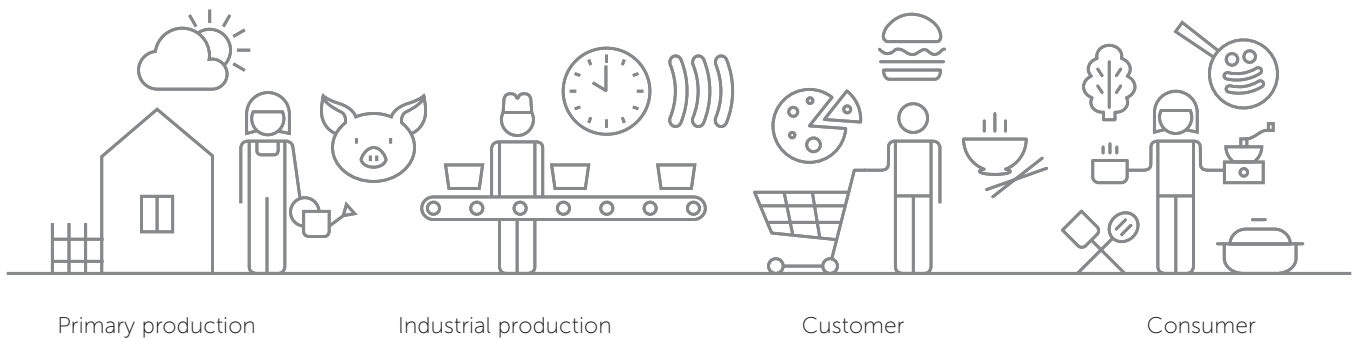 Primary production
Industrial production
Customer
Consumer